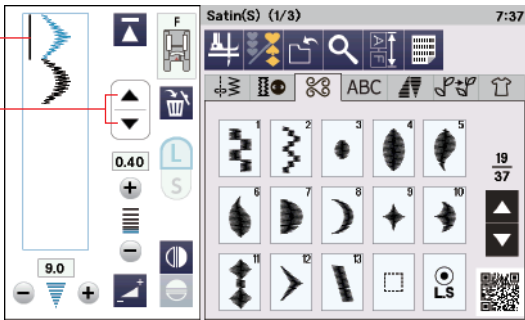 Satin(S) (1/3) 7:37
F
A H F
ABC
1 2 3 4 5
0.40
L
S
19
37
6 7 8 9 10
9.0
11 12 13
L.S